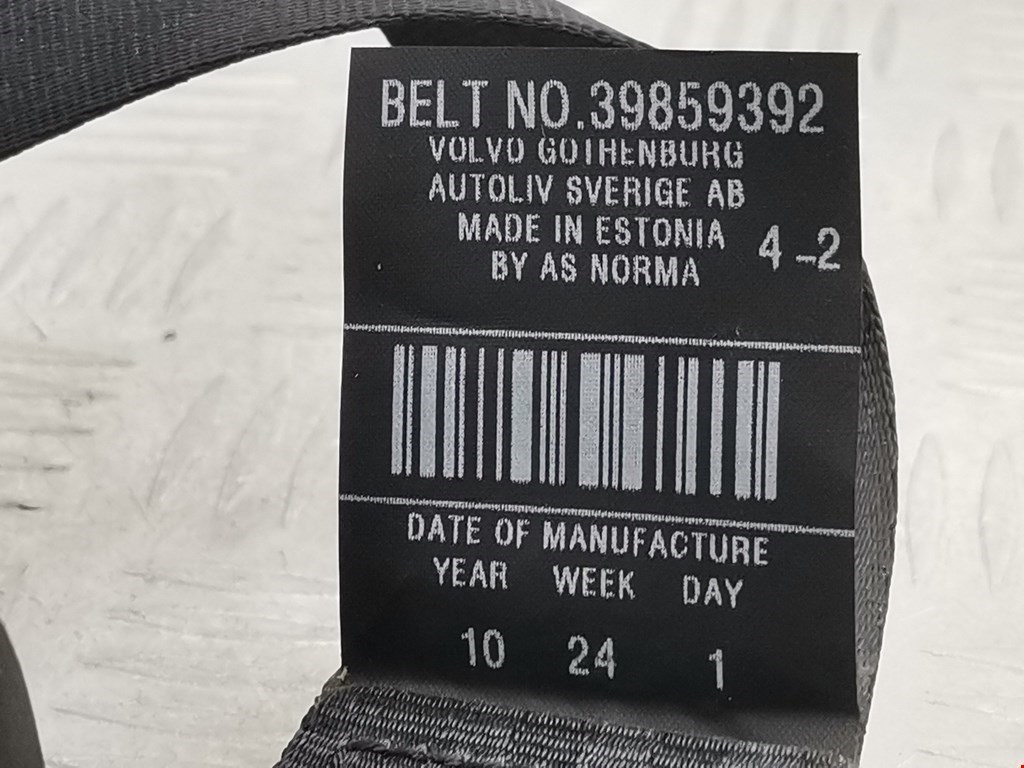 BELT NO.39859392
VOLVO GOTHENBURG
AUTOLIV SVERIGE AB
MADE IN ESTONIA
BY AS NORMA
4-2
DATE OF MANUFACTURE
YEAR WEEK DAY
10 24 1